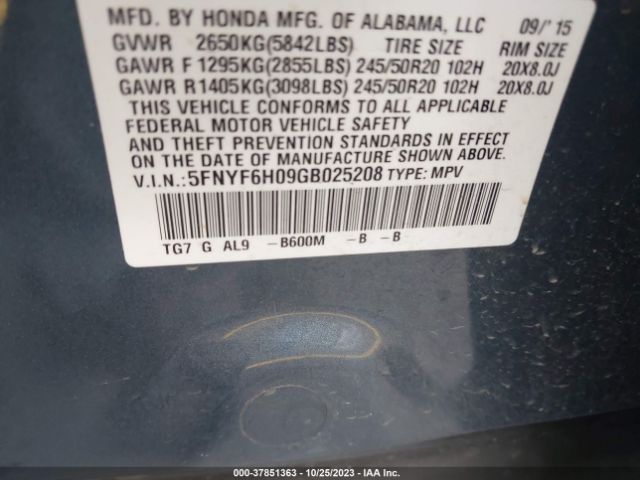 MFD. BY HONDA MFG. OF ALABAMA, LLC 09/'15
GVWR 2650KG(5842LBS) TIRE SIZE RIM SIZE
GAWR F 1295KG(2855LBS) 245/50R20 102H 20X8.0J
GAWR R 1405KG(3098LBS) 245/50R20 102H 20X8.0J
THIS VEHICLE CONFORMS TO ALL APPLICABLE
FEDERAL MOTOR VEHICLE SAFETY
AND THEFT PREVENTION STANDARDS IN EFFECT
ON THE DATE OF MANUFACTURE SHOWN ABOVE.
V.I.N.:5FNYF6H09GB025208 TYPE: MPV
TG7 G AL9 -B600M -B -B
000-37851363 | 10/25/2023 | IAA Inc.